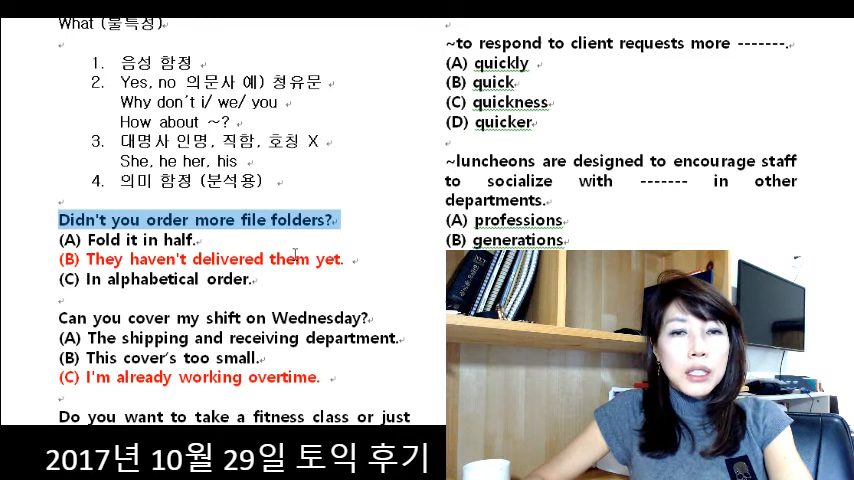 What (불특정)
1. 음성 함정
2. Yes, no 의문사 예) 청유문
Why don't i/ we/ you
How about ~?
3. 대명사 인명, 직함, 호칭 X
She, he her, his
4. 의미 함정 (분석용)
Didn't you order more file folders?
(A) Fold it in half.
(B) They haven't delivered them yet.
(C) In alphabetical order.
Can you cover my shift on Wednesday?
(A) The shipping and receiving department.
(B) This cover's too small.
(C) I'm already working overtime.
Do you want to take a fitness class or just
~to respond to client requests more -------.
(A) quickly
(B) quick
(C) quickness
(D) quicker
~luncheons are designed to encourage staff
to socialize with ------- in other
departments.
(A) professions
(B) generations
2017년 10월 29일 토익 후기